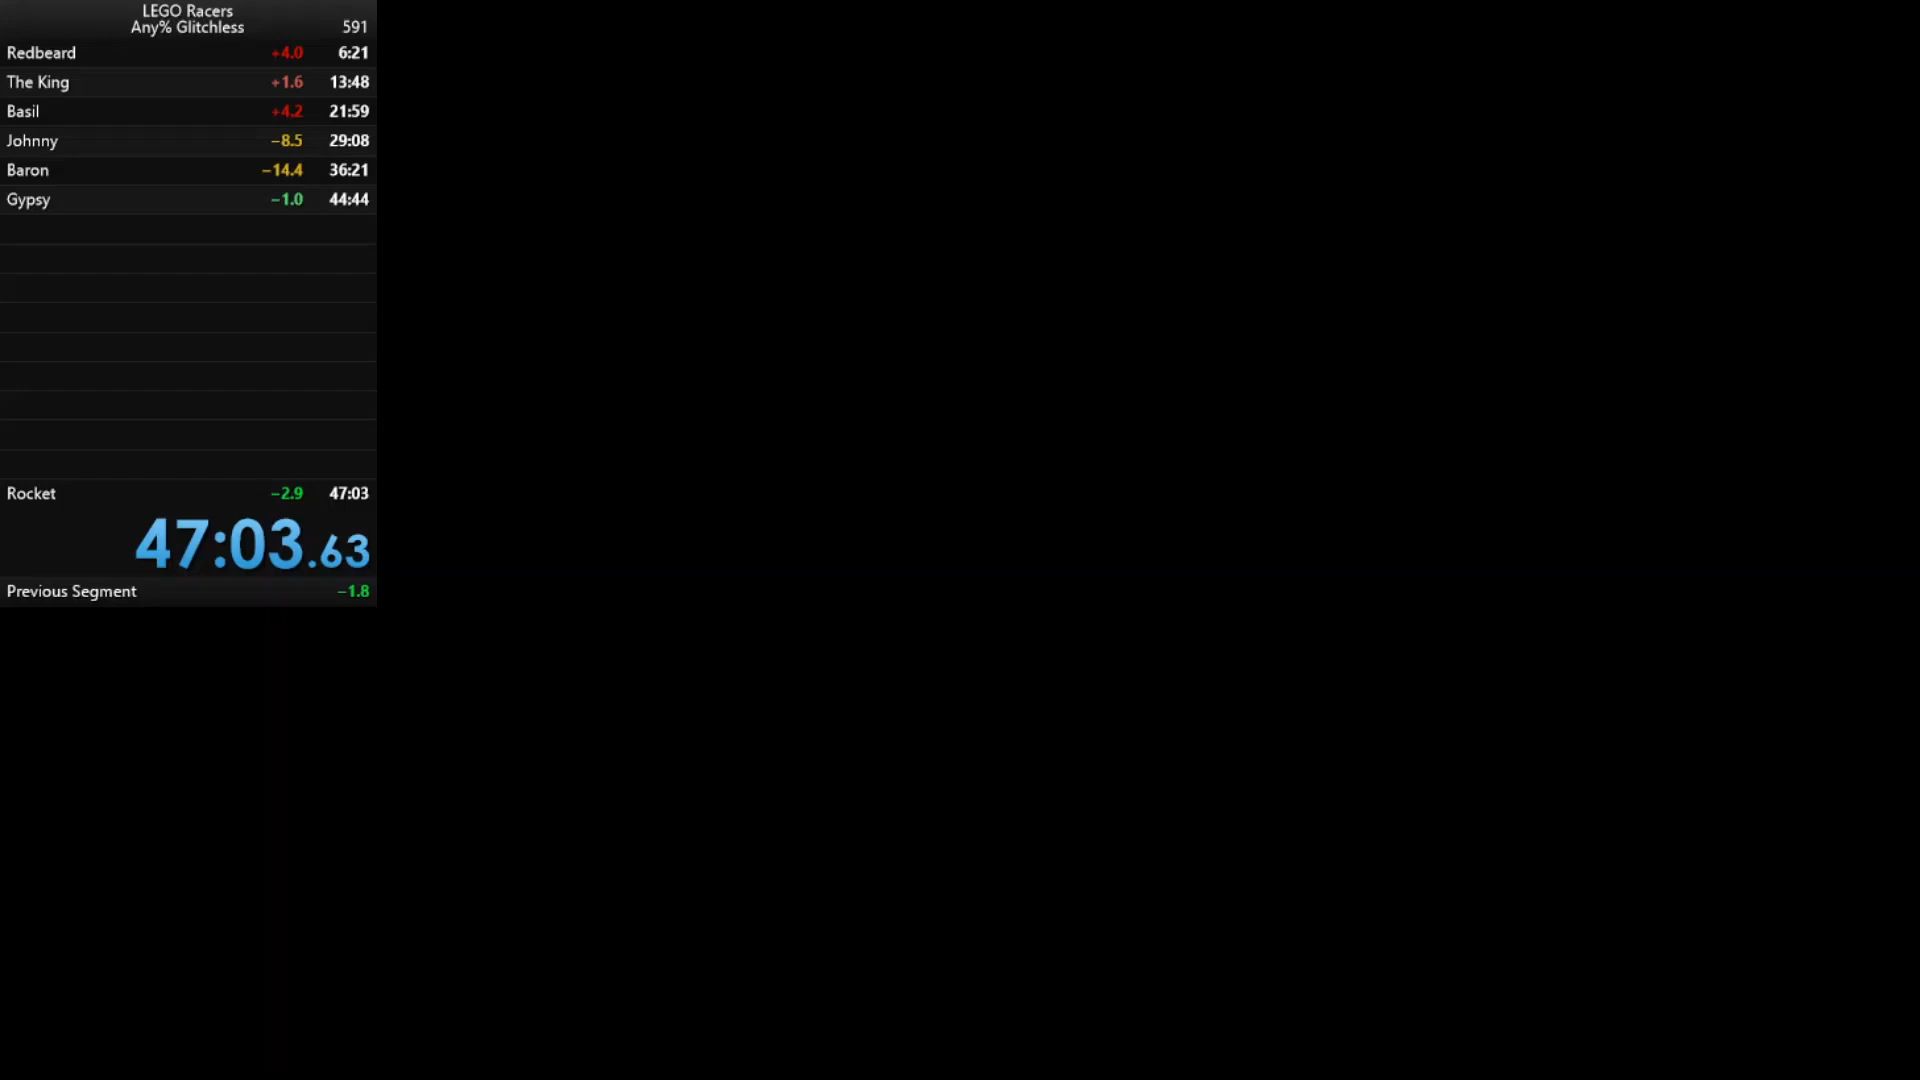 LEGO Racers
Any% Glitchless 591
Redbeard +4.0 6:21
The King +1.6 13:48
Basil +4.2 21:59
Johnny −8.5 29:08
Baron −14.4 36:21
Gypsy −1.0 44:44
Rocket −2.9 47:03
47:03.63
Previous Segment −1.8